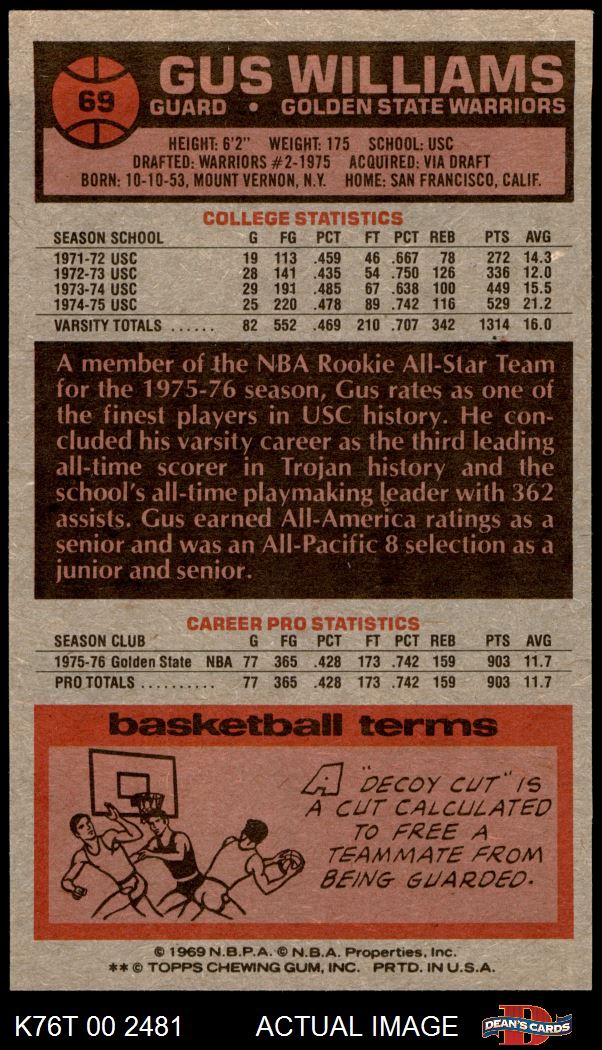 69
GUS WILLIAMS
GUARD • GOLDEN STATE WARRIORS
HEIGHT: 6'2" WEIGHT: 175 SCHOOL: USC
DRAFTED: WARRIORS #2-1975 ACQUIRED: VIA DRAFT
BORN: 10-10-53, MOUNT VERNON, N.Y. HOME: SAN FRANCISCO, CALIF.
COLLEGE STATISTICS
SEASON SCHOOL G FG PCT FT PCT REB PTS AVG
1971-72 USC 19 113 .459 46 .667 78 272 14.3
1972-73 USC 28 141 .435 54 .750 126 336 12.0
1973-74 USC 29 191 .485 67 .638 100 449 15.5
1974-75 USC 25 220 .478 89 .742 116 529 21.2
VARSITY TOTALS ...... 82 552 .469 210 .707 342 1314 16.0
A member of the NBA Rookie All-Star Team
for the 1975-76 season, Gus rates as one of
the finest players in USC history. He con-
cluded his varsity career as the third leading
all-time scorer in Trojan history and the
school's all-time playmaking leader with 362
assists. Gus earned All-America ratings as a
senior and was an All-Pacific 8 selection as a
junior and senior.
CAREER PRO STATISTICS
SEASON CLUB G FG PCT FT PCT REB PTS AVG
1975-76 Golden State NBA 77 365 .428 173 .742 159 903 11.7
PRO TOTALS .......... 77 365 .428 173 .742 159 903 11.7
basketball terms
A "DECOY CUT" IS
A CUT CALCULATED
TO FREE A
TEAMMATE FROM
BEING GUARDED.
© 1969 N.B.P.A. © N.B.A. Properties, Inc.
** © TOPPS CHEWING GUM, INC. PRTD. IN U.S.A.
K76T 00 2481 ACTUAL IMAGE
D
DEAN'S CARDS